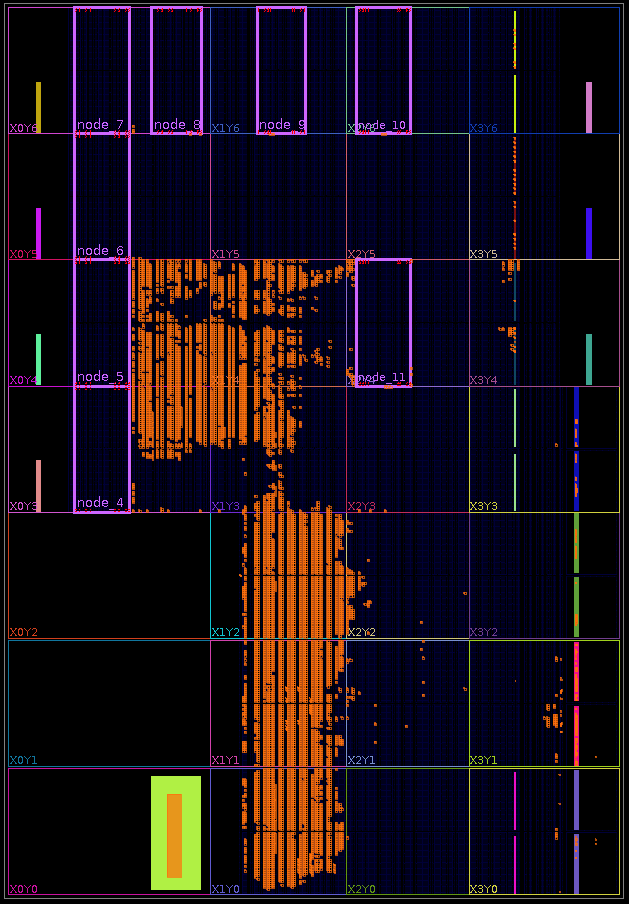 node_7 node_8 node_9 node_10
X0Y6 X1Y6 X3Y6
node_6
X0Y5 X1Y5 X2Y5 X3Y5
node_5 node_11
X0Y4 X1Y4 X3Y4
node_4
X0Y3 X1Y3 X2Y3 X3Y3
X0Y2 X1Y2 X2Y2 X3Y2
X0Y1 X1Y1 X2Y1 X3Y1
X0Y0 X1Y0 X2Y0 X3Y0